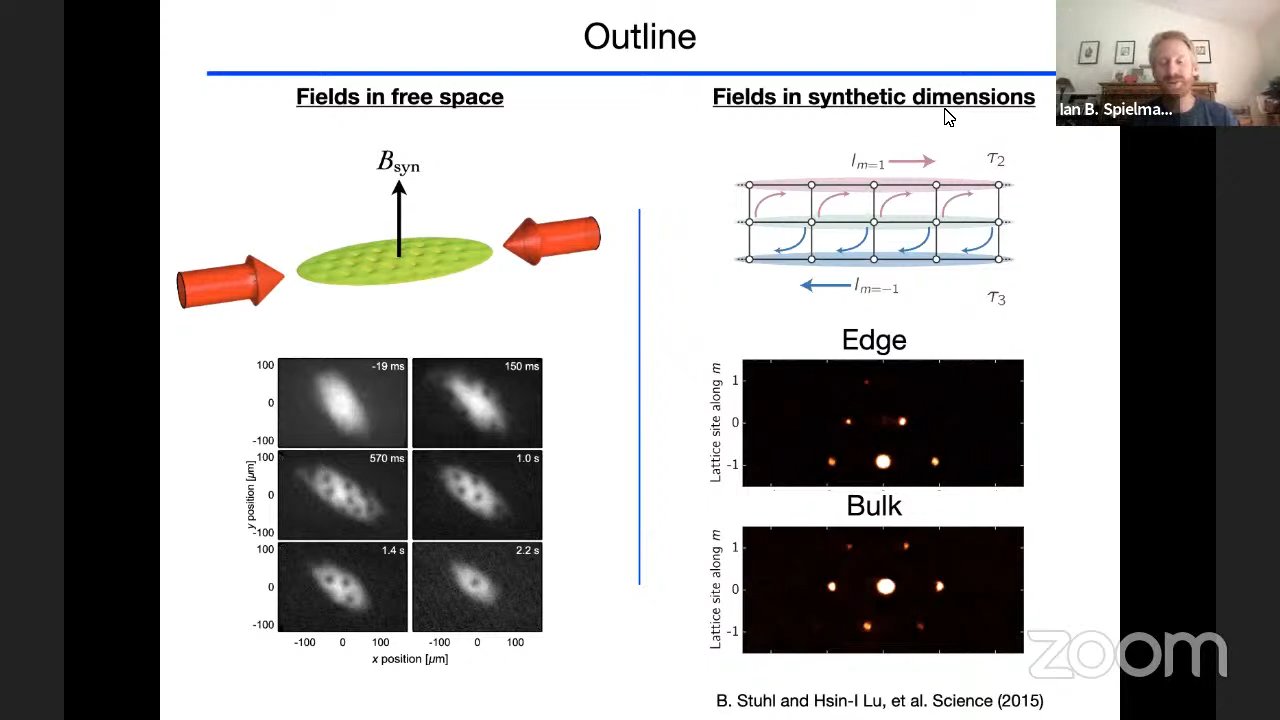 Outline
Fields in free space
Fields in synthetic dimensions
Ian B. Spielma...
Bsyn
Im=1
τ2
Im=−1
τ3
100
0
-100
-19 ms
150 ms
100
0
-100
570 ms
1.0 s
100
0
-100
1.4 s
2.2 s
y position [µm]
-100
0
100
-100
0
100
x position [µm]
Edge
Lattice site along m
1
0
-1
Bulk
Lattice site along m
1
0
-1
zoom
B. Stuhl and Hsin-I Lu, et al. Science (2015)